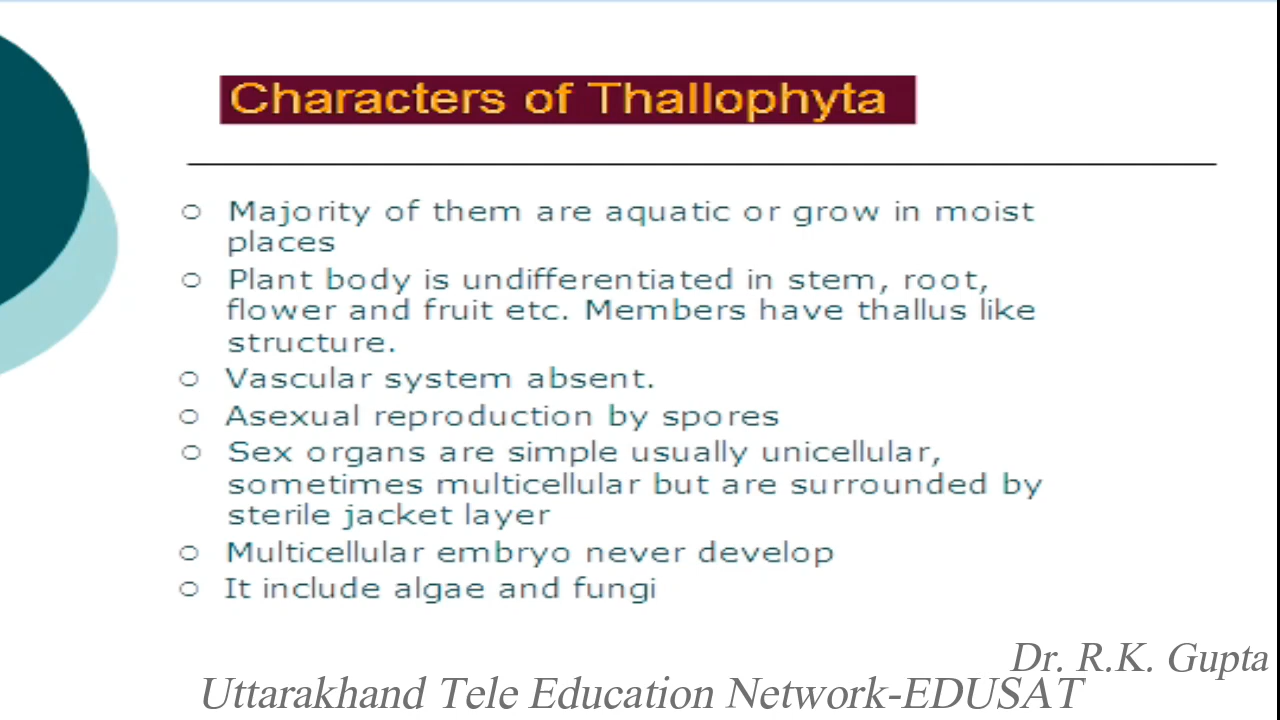 Characters of Thallophyta
○ Majority of them are aquatic or grow in moist
places
○ Plant body is undifferentiated in stem, root,
flower and fruit etc. Members have thallus like
structure.
○ Vascular system absent.
○ Asexual reproduction by spores
○ Sex organs are simple usually unicellular,
sometimes multicellular but are surrounded by
sterile jacket layer
○ Multicellular embryo never develop
○ It include algae and fungi
Dr. R.K. Gupta
Uttarakhand Tele Education Network-EDUSAT